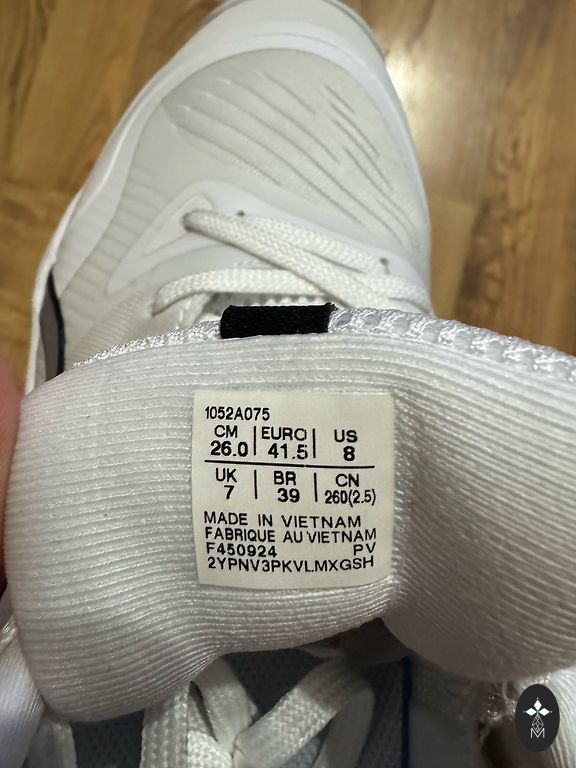 1052A075
CM | EURO | US
26.0 | 41.5 | 8
UK | BR | CN
7 | 39 | 260(2.5)
MADE IN VIETNAM
FABRIQUE AU VIETNAM
F450924 PV
2YPNV3PKVLMXGSH
M